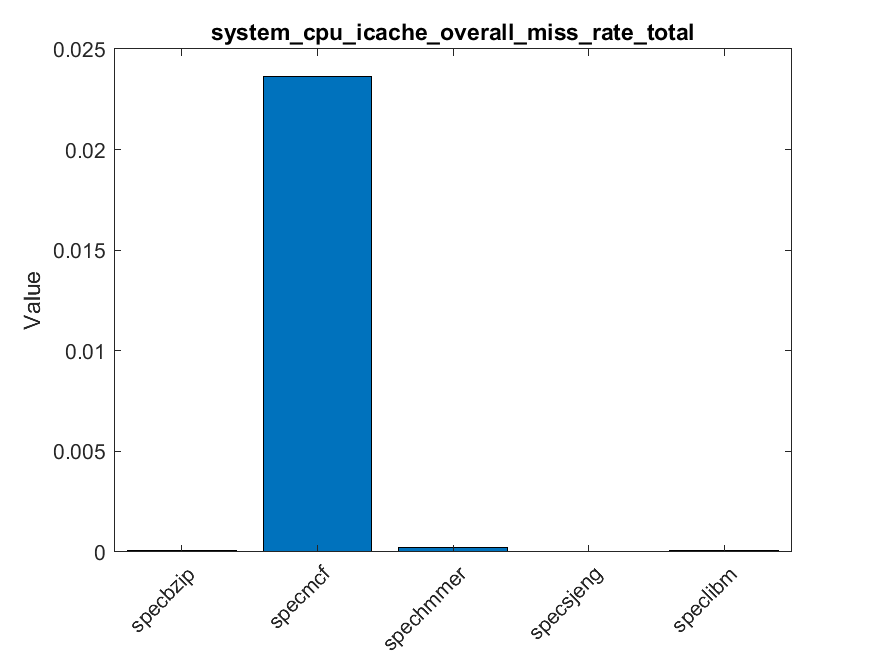 system_cpu_icache_overall_miss_rate_total
0.025
0.02
0.015
0.01
0.005
0
Value
specbzip
specmcf
spechmmer
specsjeng
speclibm